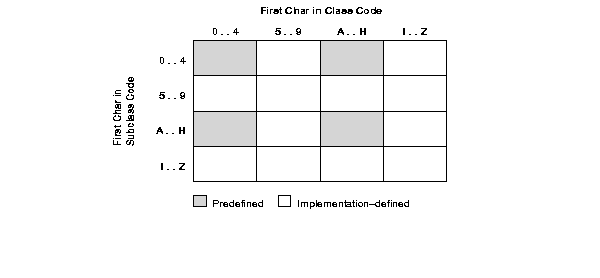 First Char in Class Code
0..4 5..9 A..H I..Z
0..4
5..9
A..H
I..Z
First Char in
Subclass Code
Predefined Implementation–defined